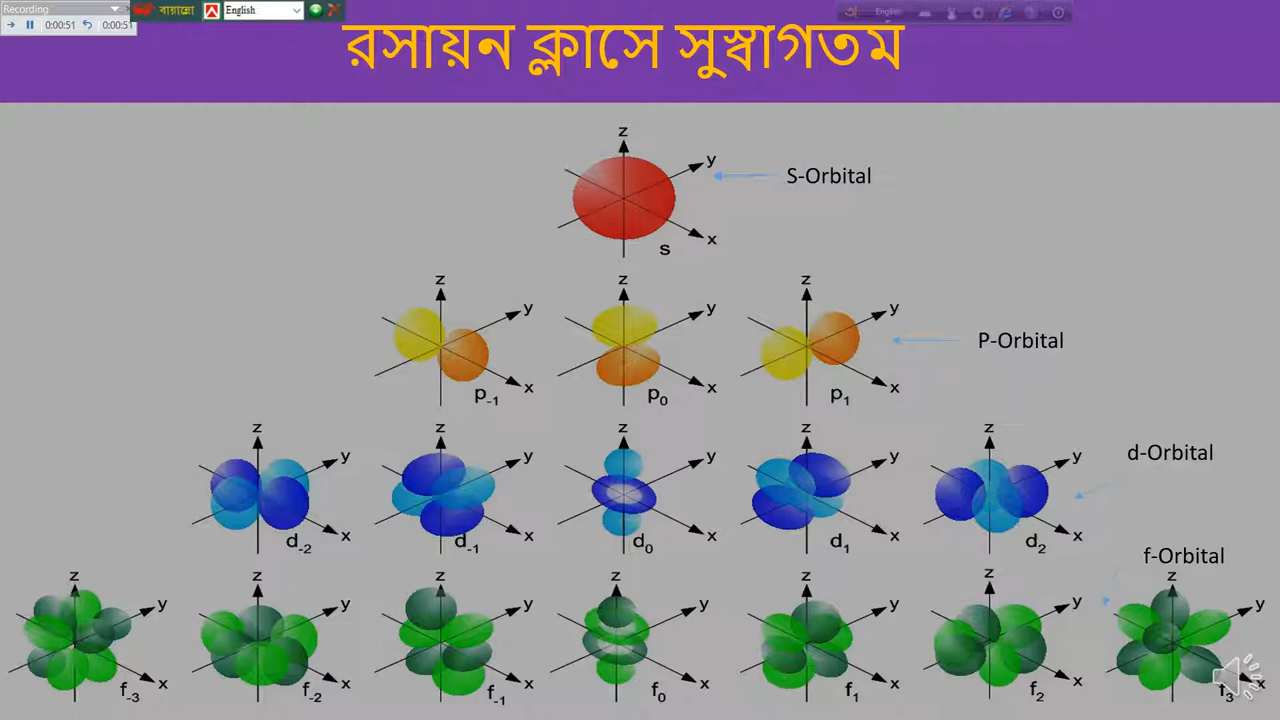 Recording
0:00:51 0:00:51
বায়ান্নো English
English
রসায়ন ক্লাসে সুস্বাগতম
z y x s
S-Orbital
z y x p-1
z y x p0
z y x p1
P-Orbital
z y x d-2
z y x d-1
z y x d0
z y x d1
z y x d2
d-Orbital
f-Orbital
z y x f-3
z y x f-2
z y x f-1
z y x f0
z y x f1
z y x f2
z y x f3